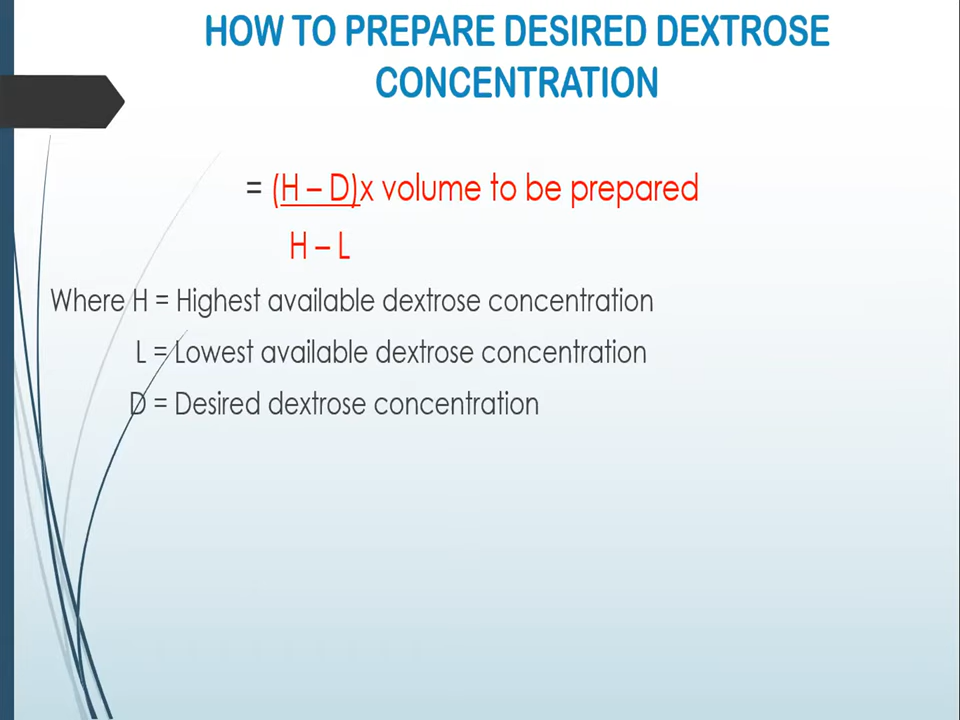 HOW TO PREPARE DESIRED DEXTROSE
CONCENTRATION
= (H – D)x volume to be prepared
H – L
Where H = Highest available dextrose concentration
L = Lowest available dextrose concentration
D = Desired dextrose concentration